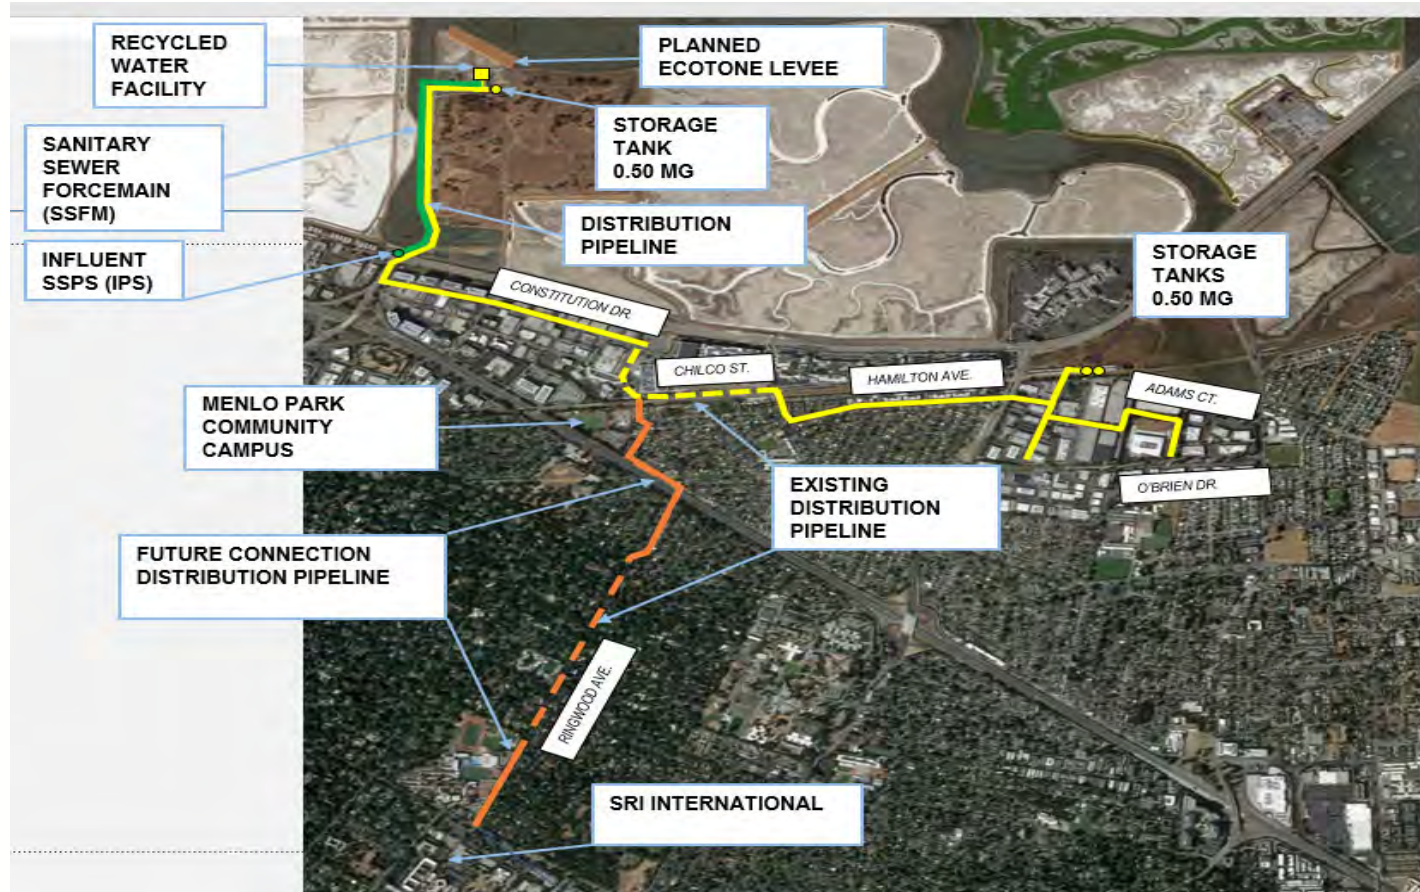 RECYCLED
WATER
FACILITY
PLANNED
ECOTONE LEVEE
STORAGE
TANK
0.50 MG
SANITARY
SEWER
FORCEMAIN
(SSFM)
DISTRIBUTION
PIPELINE
INFLUENT
SSPS (IPS)
STORAGE
TANKS
0.50 MG
CONSTITUTION DR.
CHILCO ST.
HAMILTON AVE.
ADAMS CT.
MENLO PARK
COMMUNITY
CAMPUS
O'BRIEN DR.
EXISTING
DISTRIBUTION
PIPELINE
FUTURE CONNECTION
DISTRIBUTION PIPELINE
RINGWOOD AVE.
SRI INTERNATIONAL